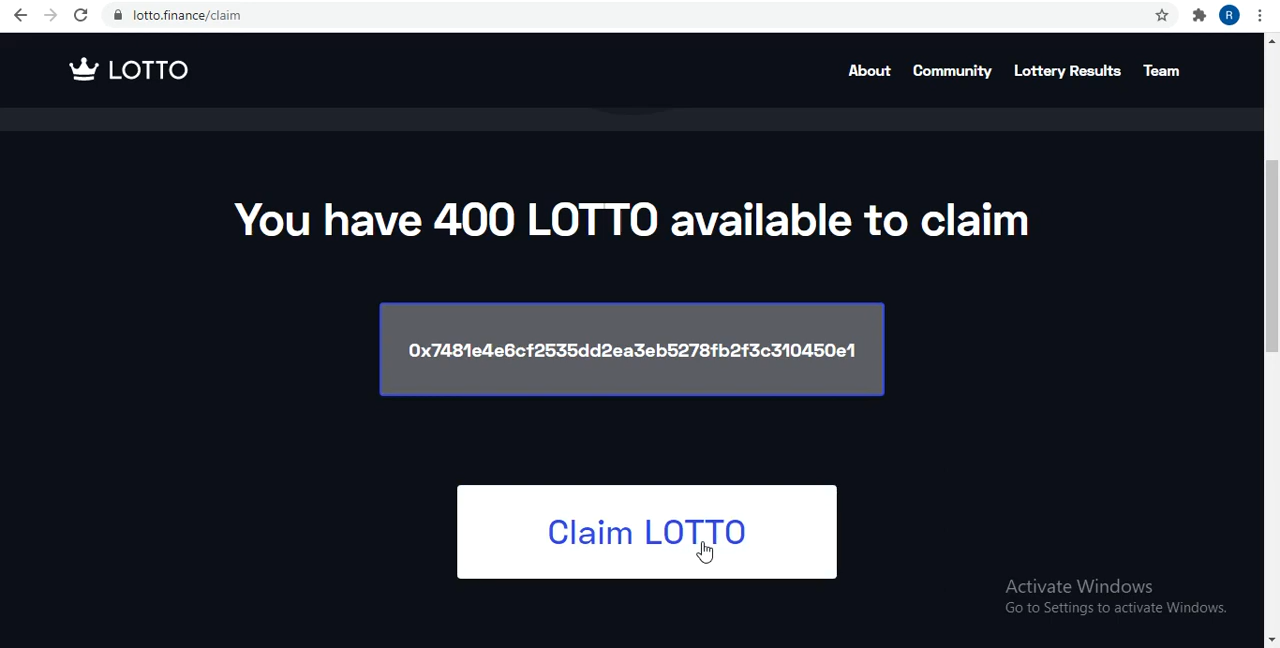 lotto.finance/claim
R
LOTTO
About Community Lottery Results Team
You have 400 LOTTO available to claim
0x7481e4e6cf2535dd2ea3eb5278fb2f3c310450e1
Claim LOTTO
Activate Windows
Go to Settings to activate Windows.